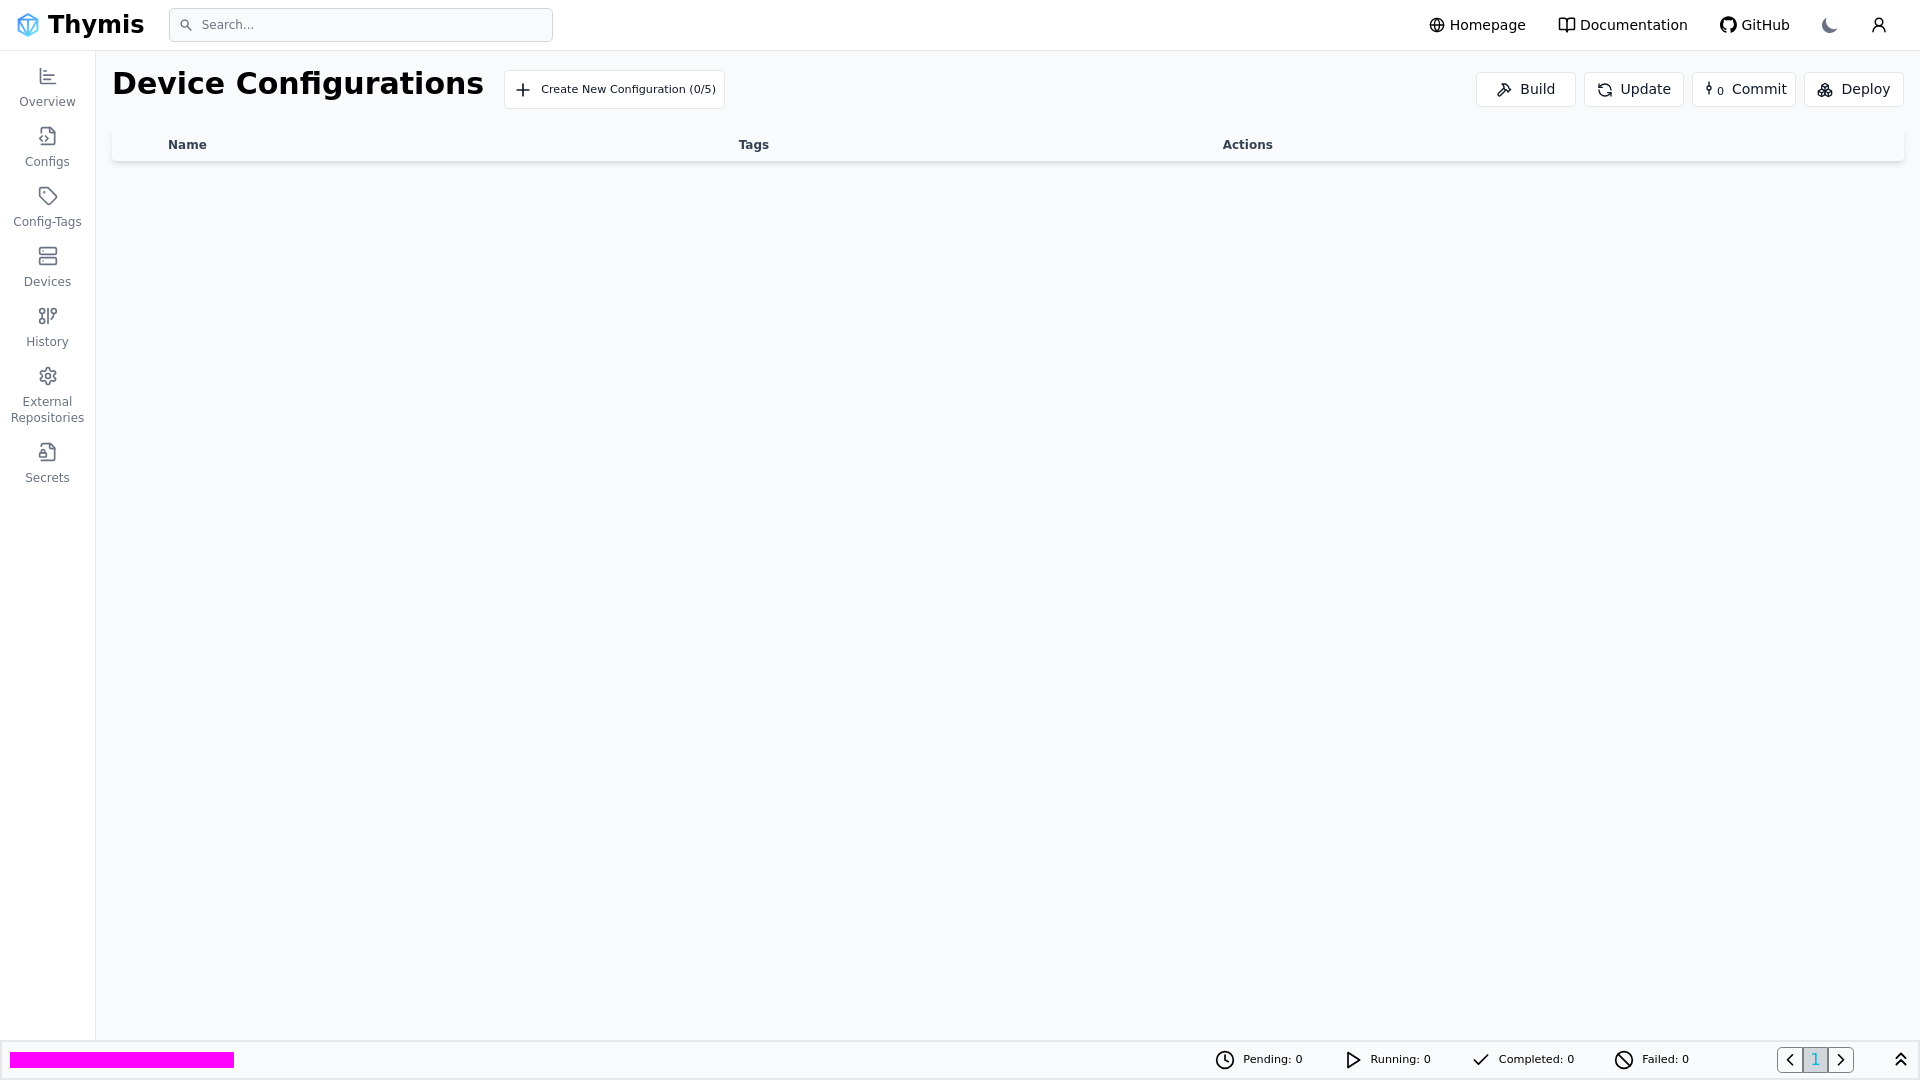 Thymis
Search...
Homepage
Documentation
GitHub
Overview
Configs
Config-Tags
Devices
History
External
Repositories
Secrets
Device Configurations
Create New Configuration (0/5)
Build
Update
0 Commit
Deploy
Name
Tags
Actions
Pending: 0
Running: 0
Completed: 0
Failed: 0
1